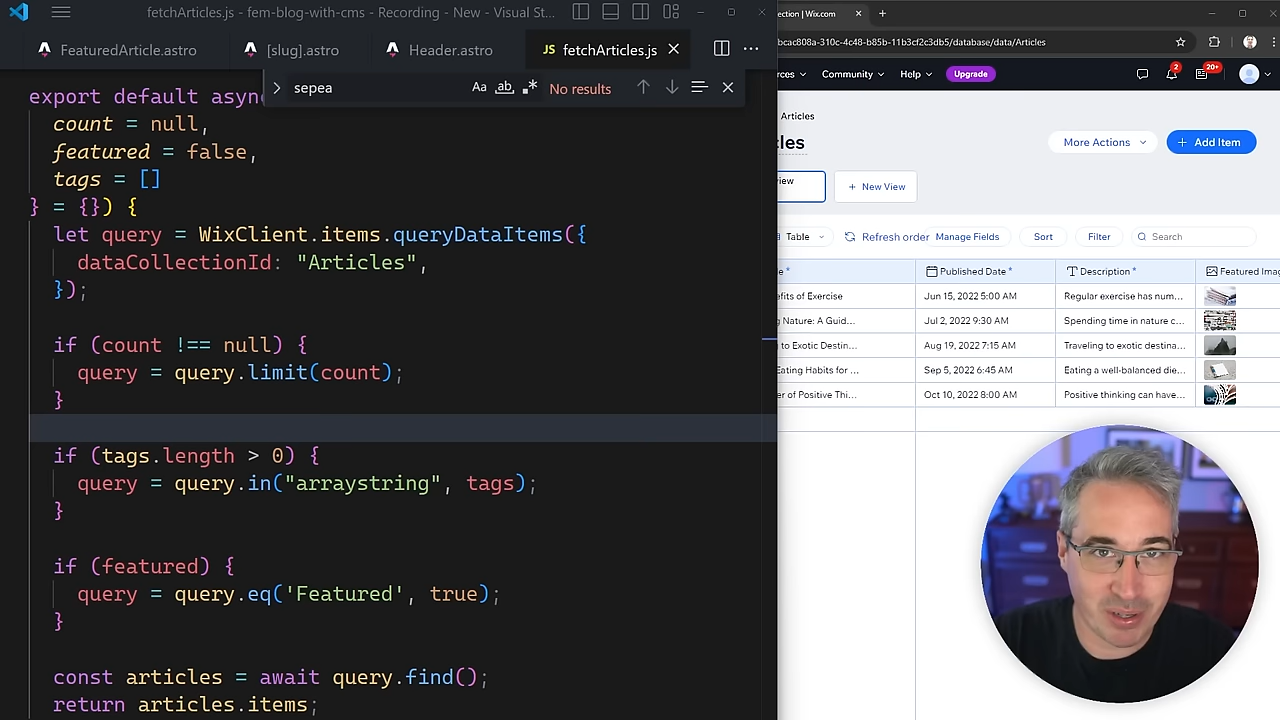 fetchArticles.js - fem-blog-with-cms - Recording - New - Visual St...
FeaturedArticle.astro
[slug].astro
Header.astro
JS fetchArticles.js
sepea
Aa ab
No results
export default async
count = null,
featured = false,
tags = []
} = {}) {
let query = WixClient.items.queryDataItems({
dataCollectionId: "Articles",
});
if (count !== null) {
query = query.limit(count);
}
if (tags.length > 0) {
query = query.in("arraystring", tags);
}
if (featured) {
query = query.eq('Featured', true);
}
const articles = await query.find();
return articles.items;
ection | Wix.com
bcac808a-310c-4c48-b85b-11b3cf2c3db5/database/data/Articles
rces
Community
Help
Upgrade
2
20+
Articles
cles
More Actions
+ Add Item
iew
+ New View
Table
Refresh order
Manage Fields
Sort
Filter
Search
e *
Published Date *
Description *
Featured Imag
efits of Exercise
Jun 15, 2022 5:00 AM
Regular exercise has num...
g Nature: A Guid...
Jul 2, 2022 9:30 AM
Spending time in nature c...
to Exotic Destin...
Aug 19, 2022 7:15 AM
Traveling to exotic destina...
Eating Habits for ...
Sep 5, 2022 6:45 AM
Eating a well-balanced die...
er of Positive Thi...
Oct 10, 2022 8:00 AM
Positive thinking can have...